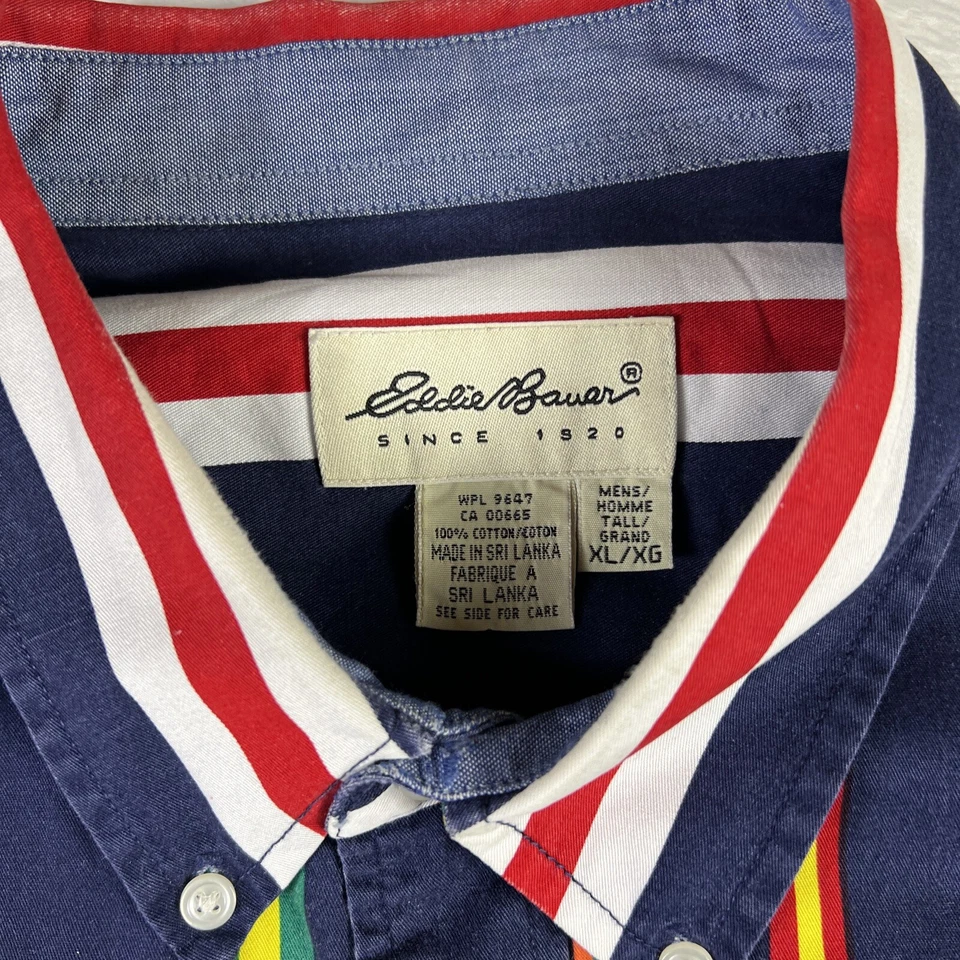 Eddie Bauer®
SINCE 1920
WPL 9647
CA 00665
100% COTTON/COTON
MADE IN SRI LANKA
FABRIQUE A
SRI LANKA
SEE SIDE FOR CARE
MENS/
HOMME
TALL/
GRAND
XL/XG